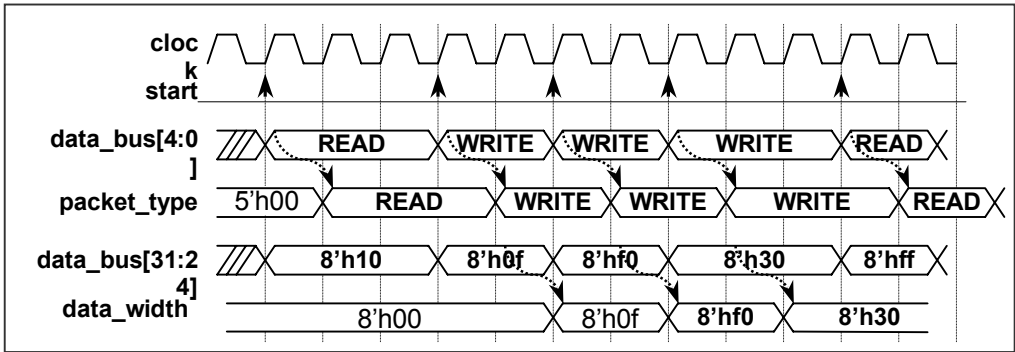 cloc
k
start
data_bus[4:0
]
READ WRITE WRITE WRITE READ
packet_type
5'h00 READ WRITE WRITE WRITE READ
data_bus[31:2
4]
8'h10 8'h0f 8'hf0 8'h30 8'hff
data_width
8'h00 8'h0f 8'hf0 8'h30